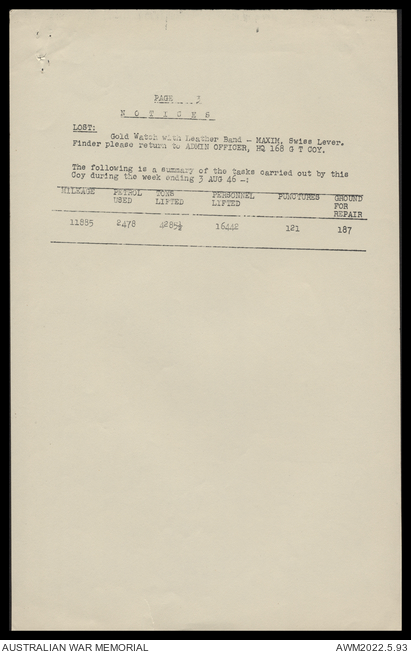 PAGE 3
NOTICES
LOST:
Gold Watch with Leather Band - MAXIM. Swiss Lever.
Finder please return to ADMIN OFFICER, HQ 168 G T COY.
The following is a summary of the tasks carried out by this
Coy during the week ending 3 AUG 46 -:
MILEAGE PETROL TONS PERSONNEL PUNCTURES GROUND
USED LIFTED LIFTED FOR
REPAIR
11885 2478 4285½ 16442 121 187
AUSTRALIAN WAR MEMORIAL AWM2022.5.93